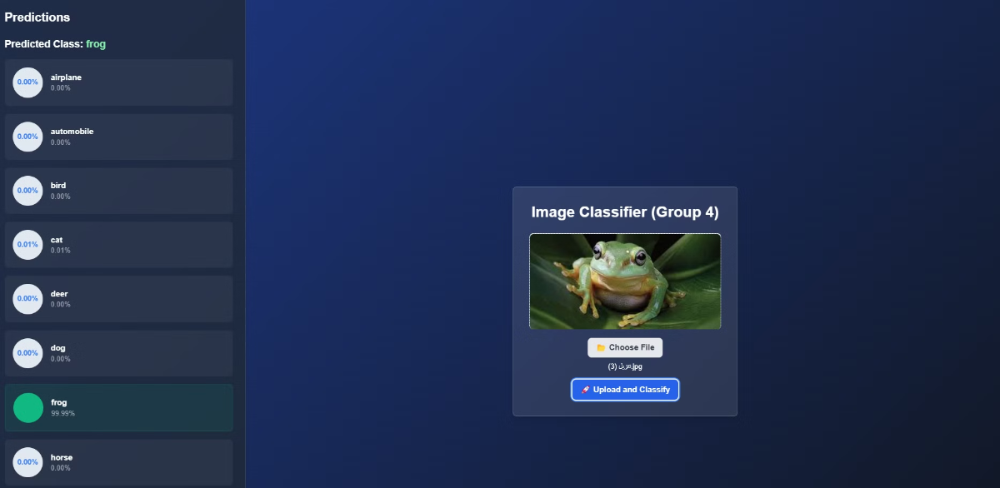 Predictions
Predicted Class: frog
0.00%
airplane
0.00%
0.00%
automobile
0.00%
0.00%
bird
0.00%
0.01%
cat
0.01%
0.00%
deer
0.00%
0.00%
dog
0.00%
frog
99.99%
0.00%
horse
0.00%
Image Classifier (Group 4)
Choose File
(3) .jpg
Upload and Classify